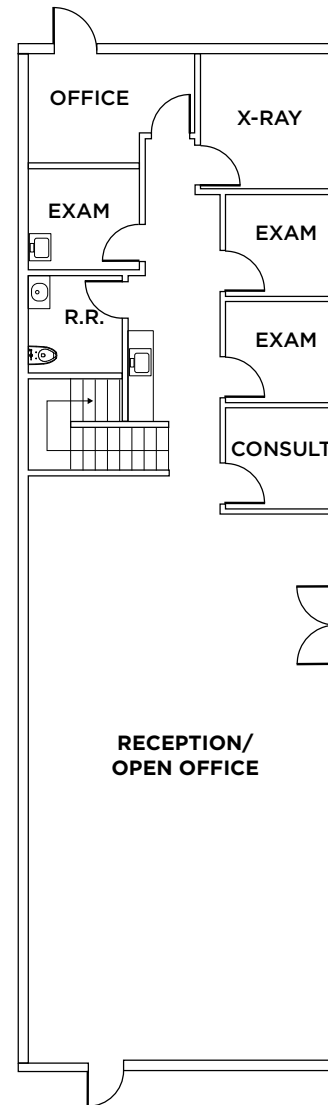 OFFICE
X-RAY
EXAM
EXAM
R.R.
EXAM
CONSULT
RECEPTION/
OPEN OFFICE